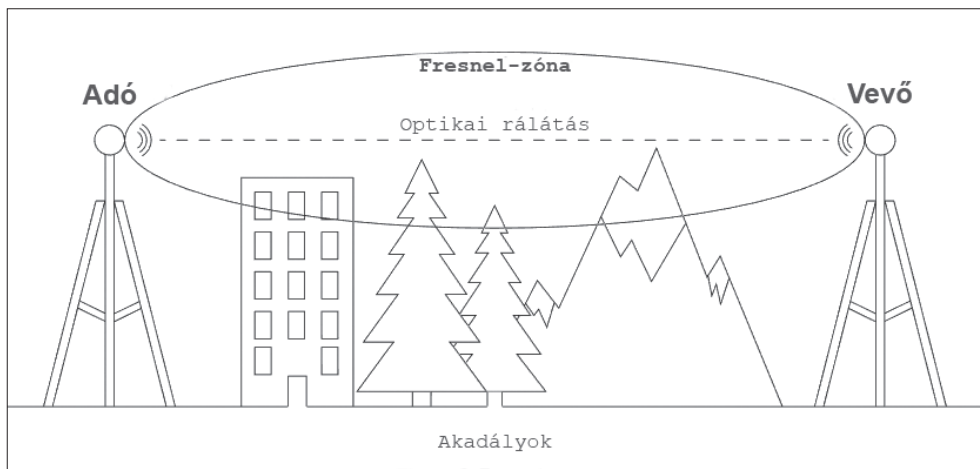 Fresnel-zóna
Adó
Vevő
Optikai rálátás
Akadályok